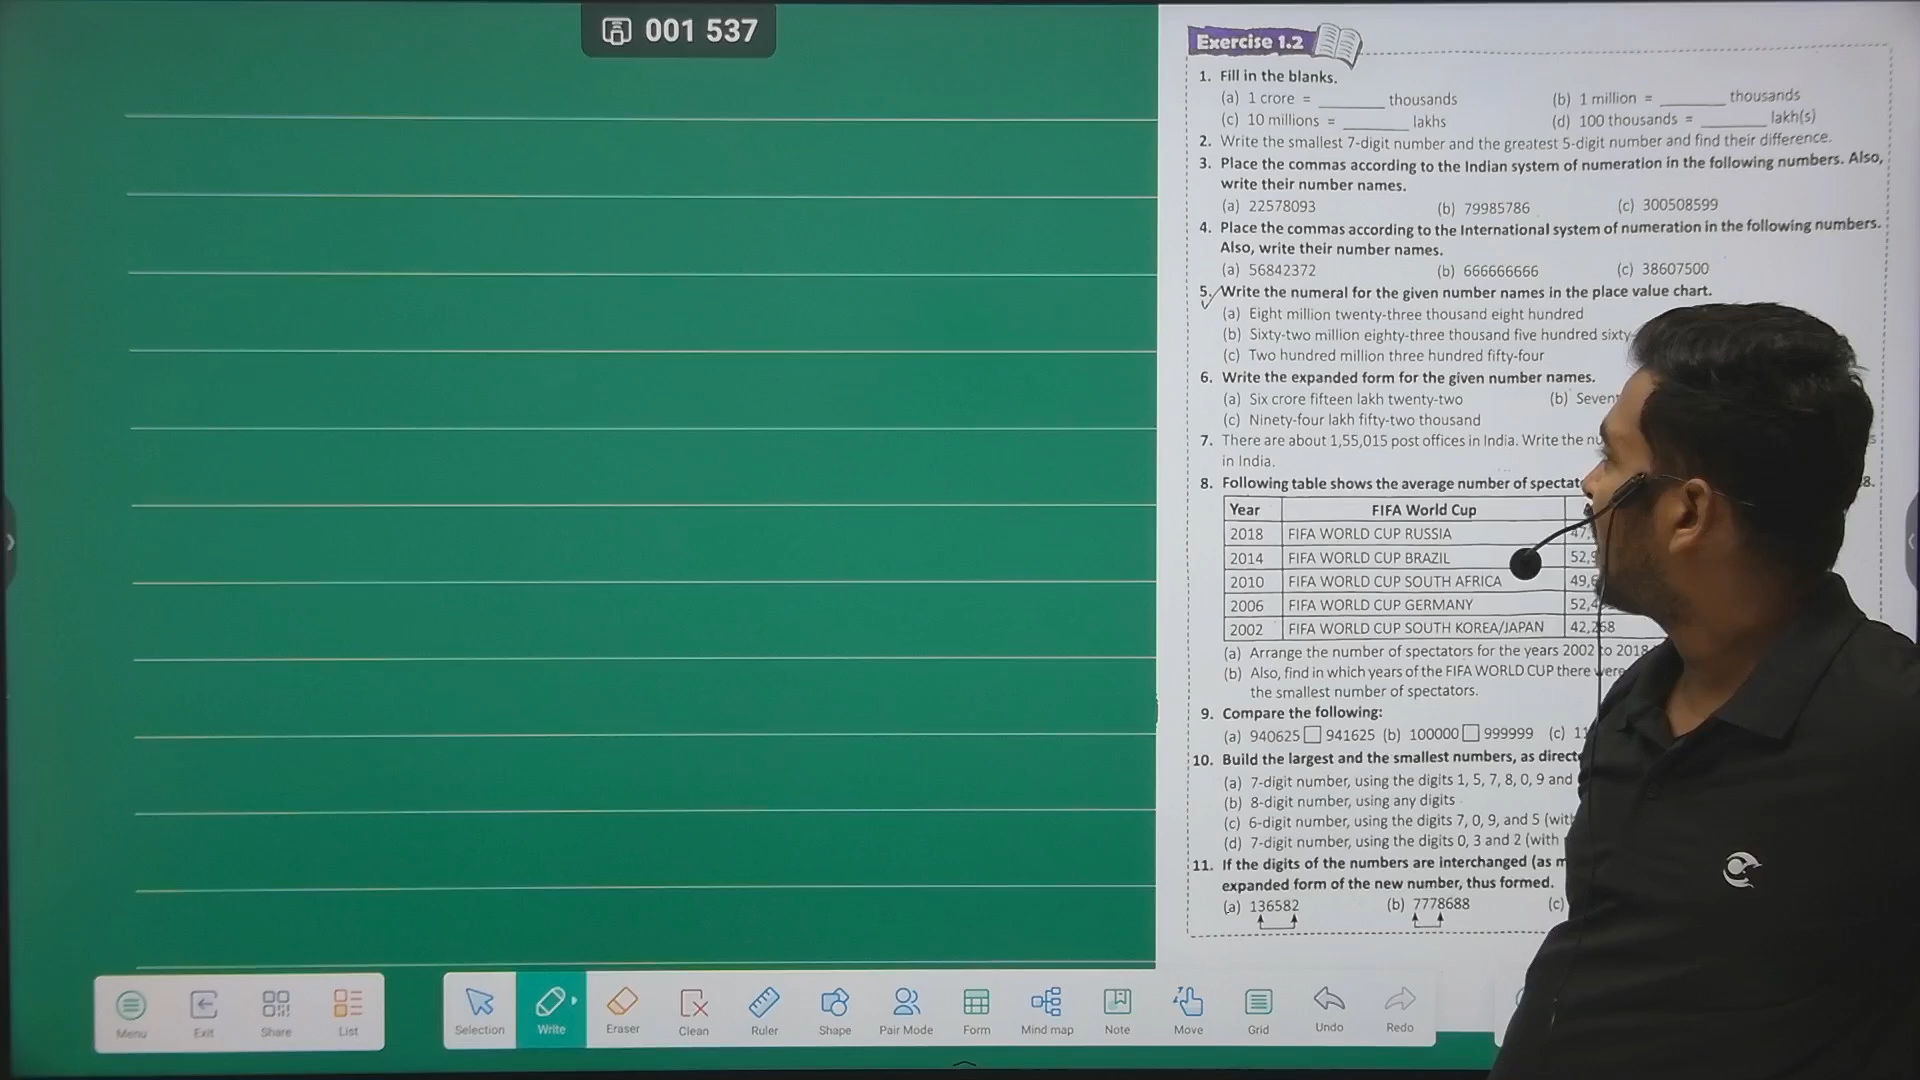 001 537
Exercise 1.2
1. Fill in the blanks.
(a) 1 crore = ________ thousands (b) 1 million = ________ thousands
(c) 10 millions = ________ lakhs (d) 100 thousands = ________ lakh(s)
2. Write the smallest 7-digit number and the greatest 5-digit number and find their difference.
3. Place the commas according to the Indian system of numeration in the following numbers. Also,
write their number names.
(a) 22578093 (b) 79985786 (c) 300508599
4. Place the commas according to the International system of numeration in the following numbers.
Also, write their number names.
(a) 56842372 (b) 666666666 (c) 38607500
5. Write the numeral for the given number names in the place value chart.
(a) Eight million twenty-three thousand eight hundred
(b) Sixty-two million eighty-three thousand five hundred sixty-
(c) Two hundred million three hundred fifty-four
6. Write the expanded form for the given number names.
(a) Six crore fifteen lakh twenty-two (b)
(c) Ninety-four lakh fifty-two thousand
7. There are about 1,55,015 post offices in India. Write the
in India.
8. Following table shows the average number of 8.
Year FIFA World Cup
2018 FIFA WORLD CUP RUSSIA 47,
2014 FIFA WORLD CUP BRAZIL 52,9
2010 FIFA WORLD CUP SOUTH AFRICA 49,6
2006 FIFA WORLD CUP GERMANY 52,4
2002 FIFA WORLD CUP SOUTH KOREA/JAPAN 42,268
(a) Arrange the number of spectators for the years 2002 to 2018
(b) Also, find in which years of the FIFA WORLD CUP there were
the smallest number of spectators.
9. Compare the following:
(a) 940625 □ 941625 (b) 100000 □ 999999 (c) 11
10. Build the largest and the smallest numbers, as
(a) 7-digit number, using the digits 1, 5, 7, 8, 0, 9 and
(b) 8-digit number, using any digits
(c) 6-digit number, using the digits 7, 0, 9, and 5
(d) 7-digit number, using the digits 0, 3 and 2 (with
11. If the digits of the numbers are interchanged (as
expanded form of the new number, thus formed.
(a) 136582 (b) 7778688 (c)
Menu Exit Share List Selection Write Eraser Clean Ruler Shape Pair Mode Form Mind map Note Move Grid Undo Redo